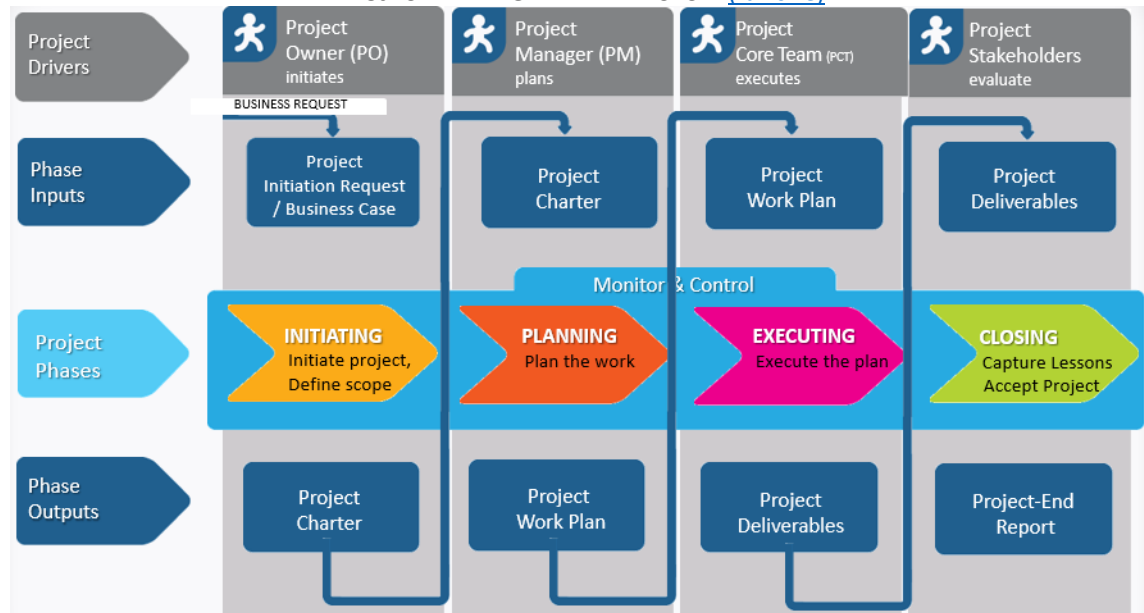 Project
Drivers
Project
Owner (PO)
initiates
Project
Manager (PM)
plans
Project
Core Team (PCT)
executes
Project
Stakeholders
evaluate
BUSINESS REQUEST
Phase
Inputs
Project
Initiation Request
/ Business Case
Project
Charter
Project
Work Plan
Project
Deliverables
Monitor & Control
Project
Phases
INITIATING
Initiate project,
Define scope
PLANNING
Plan the work
EXECUTING
Execute the plan
CLOSING
Capture Lessons
Accept Project
Phase
Outputs
Project
Charter
Project
Work Plan
Project
Deliverables
Project-End
Report